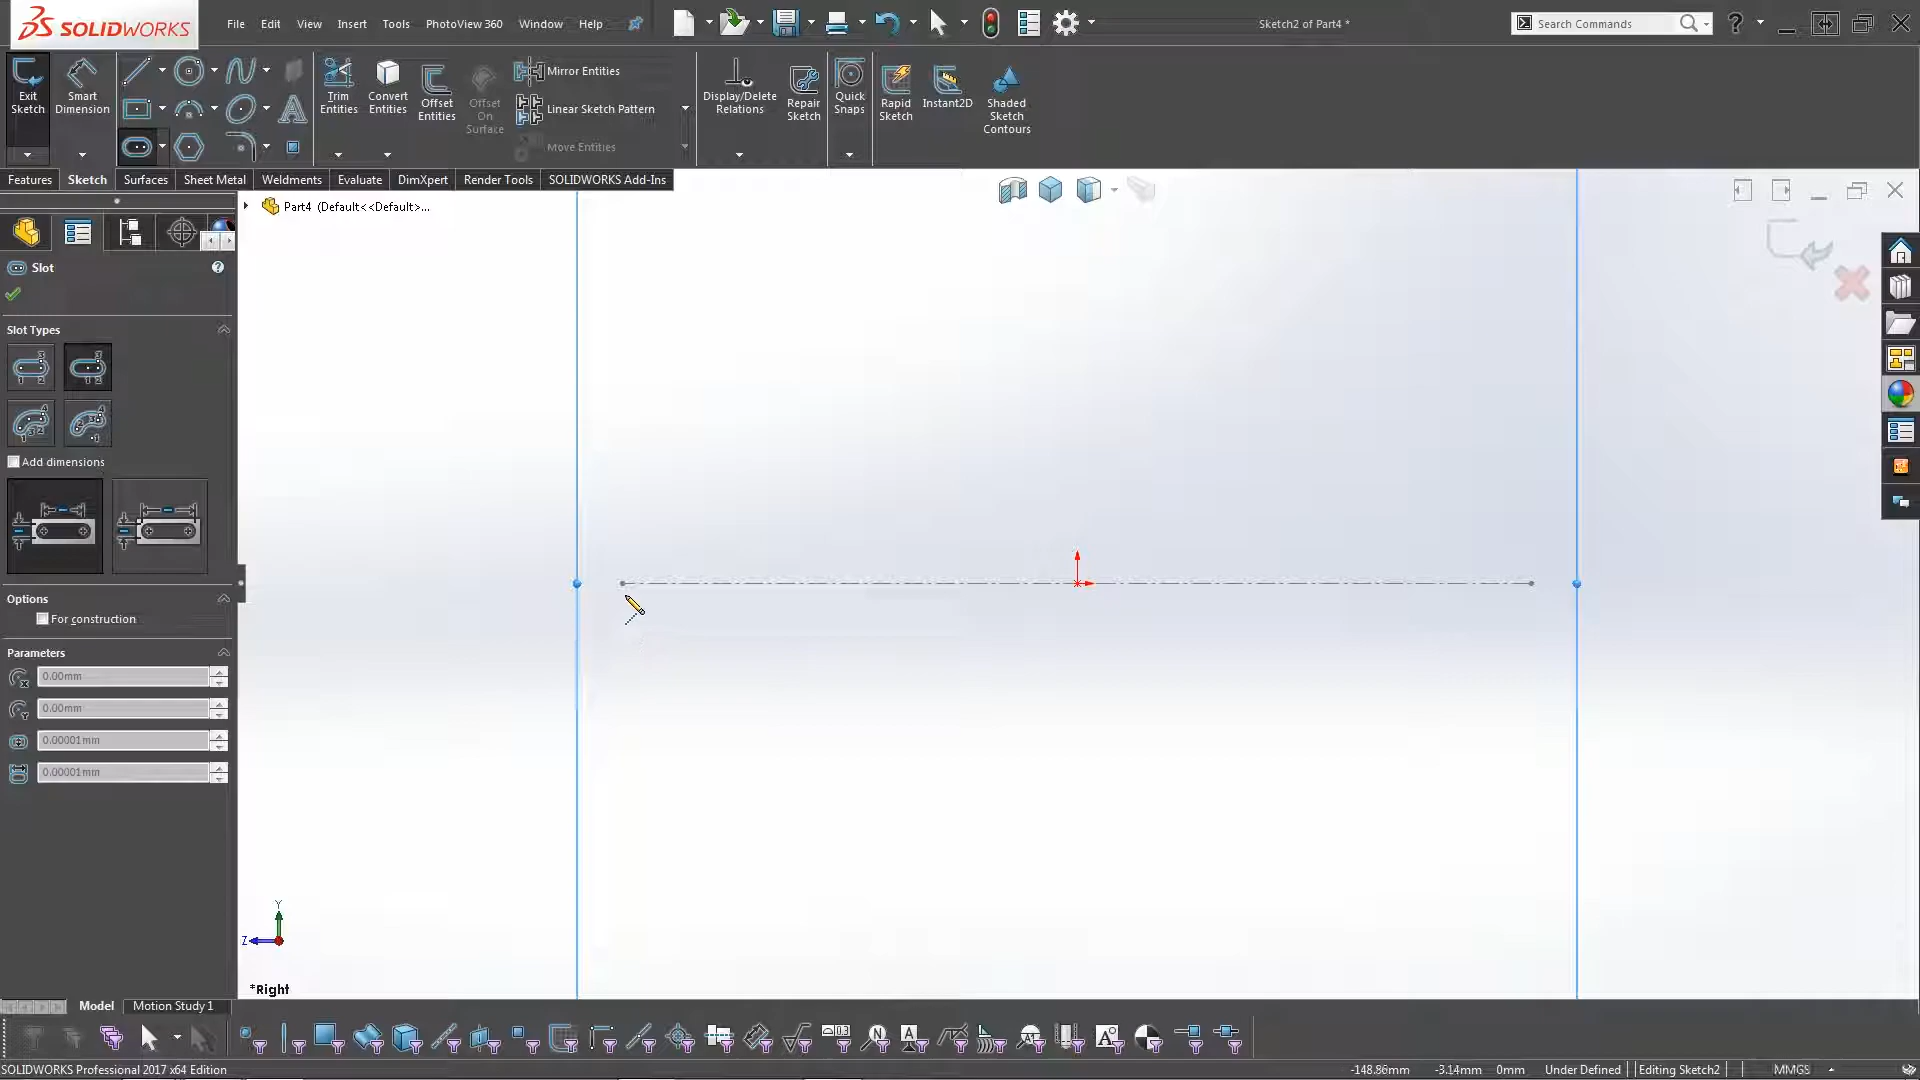 SOLIDWORKS
File Edit View Insert Tools PhotoView 360 Window Help
Sketch2 of Part4 *
Search Commands
Exit Sketch
Smart Dimension
Trim Entities
Convert Entities
Offset Entities
Offset On Surface
Mirror Entities
Linear Sketch Pattern
Move Entities
Display/Delete Relations
Repair Sketch
Quick Snaps
Rapid Sketch
Instant2D
Shaded Sketch Contours
Features Sketch Surfaces Sheet Metal Weldments Evaluate DimXpert Render Tools SOLIDWORKS Add-Ins
Part4 (Default<<Default>...
Slot
Slot Types
Add dimensions
Options
For construction
Parameters
0.00mm
0.00mm
0.00001mm
0.00001mm
Y
Z
*Right
Model Motion Study 1
SOLIDWORKS Professional 2017 x64 Edition
-148.86mm -3.14mm 0mm Under Defined Editing Sketch2 MMGS